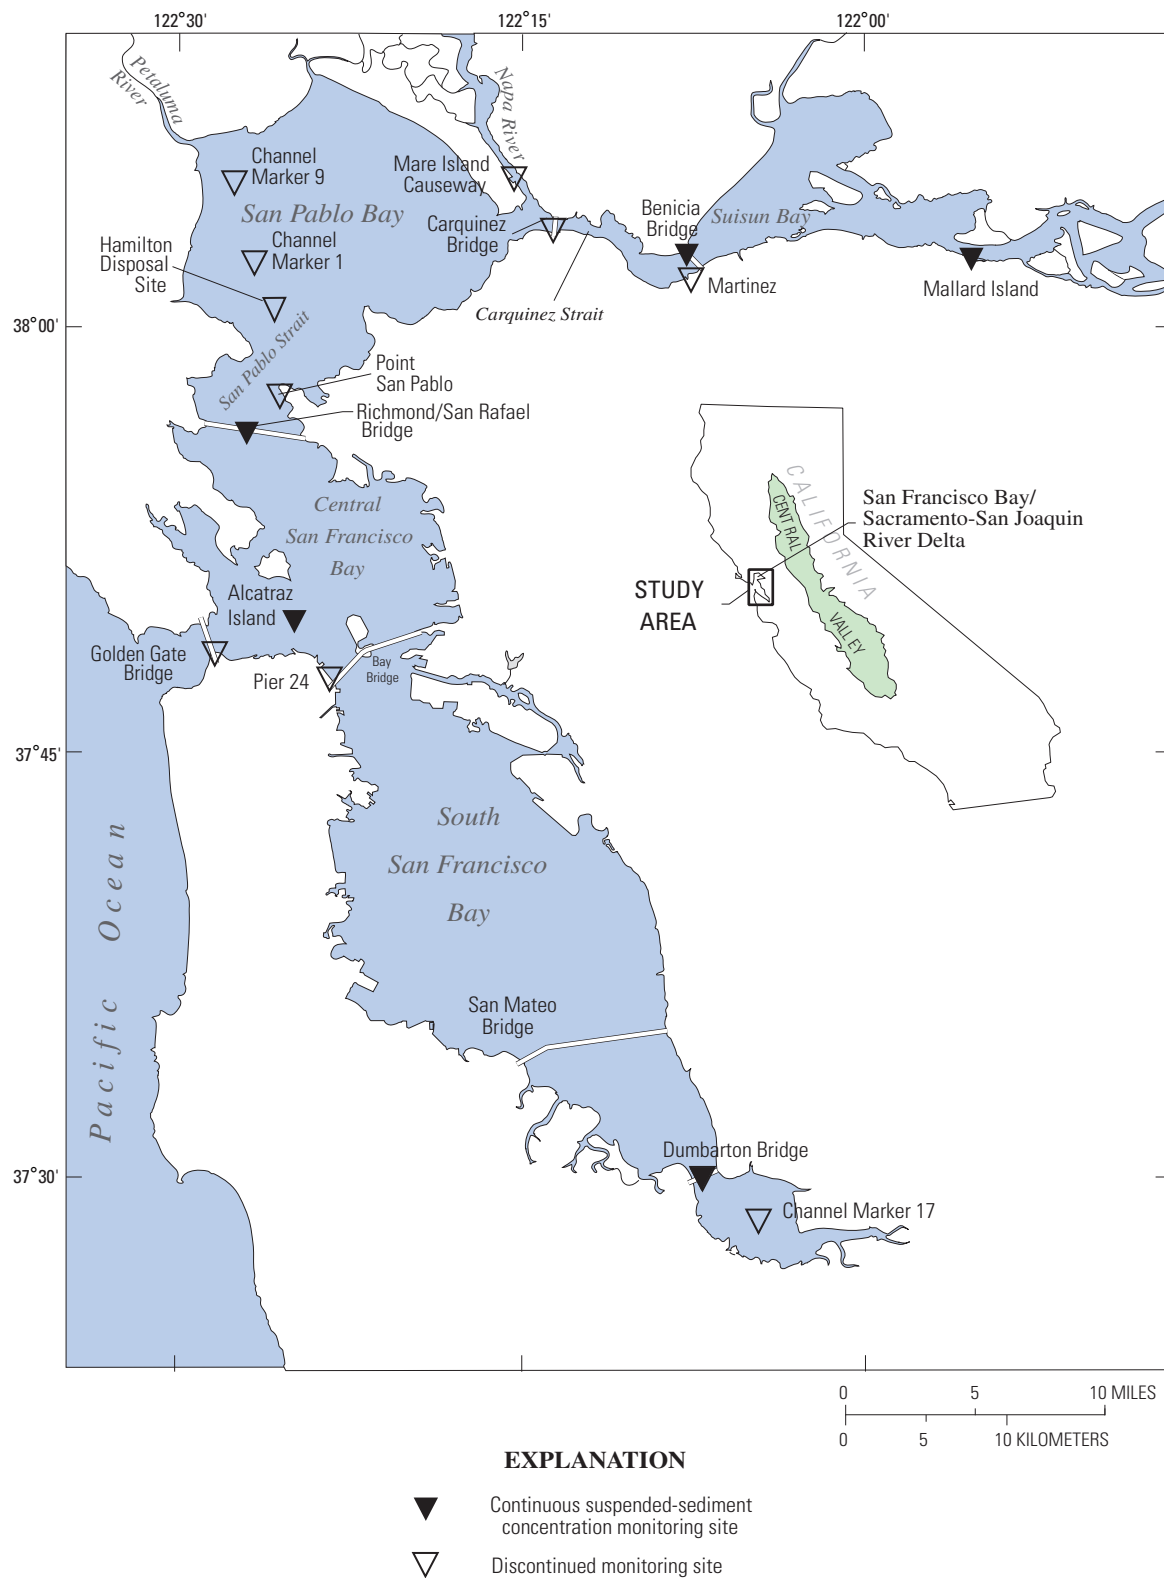 122°30'
122°15'
122°00'
Petaluma
River
Napa River
Channel
Marker 9
Mare Island
Causeway
San Pablo Bay
Carquinez
Bridge
Benicia
Bridge
Suisun Bay
Hamilton
Disposal
Site
Channel
Marker 1
Martinez
Mallard Island
Carquinez Strait
38°00'
San Pablo Strait
Point
San Pablo
Richmond/San Rafael
Bridge
Central
San Francisco
Bay
CALIFORNIA
CENTRAL
VALLEY
San Francisco Bay/
Sacramento-San Joaquin
River Delta
STUDY
AREA
Alcatraz
Island
Golden Gate
Bridge
Pier 24
Bay
Bridge
37°45'
South
San Francisco
Bay
Pacific Ocean
San Mateo
Bridge
Dumbarton Bridge
37°30'
Channel Marker 17
0 5 10 MILES
0 5 10 KILOMETERS
EXPLANATION
Continuous suspended-sediment
concentration monitoring site
Discontinued monitoring site